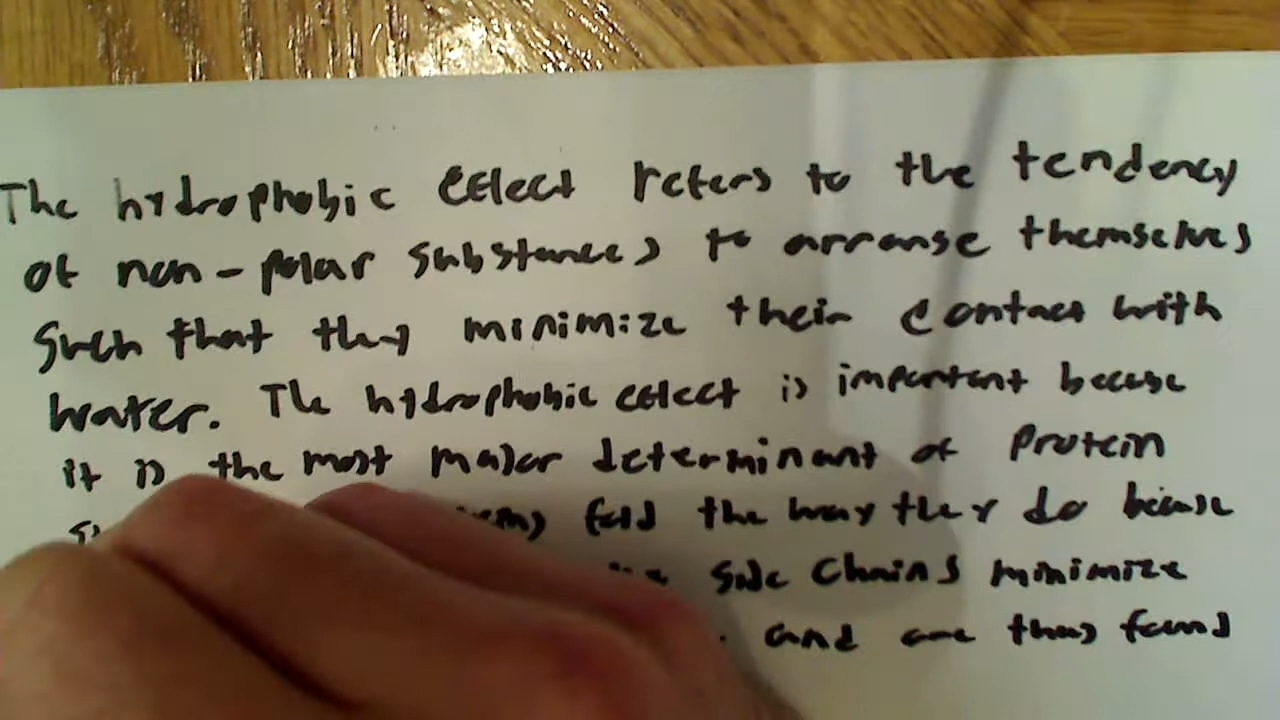 The hydrophobic effect refers to the tendency
of non-polar substances to arrange themselves
such that they minimize their contact with
water. The hydrophobic effect is important because
it is the most major determinant of protein
fold the way they do because
side chains minimize
and are thus found